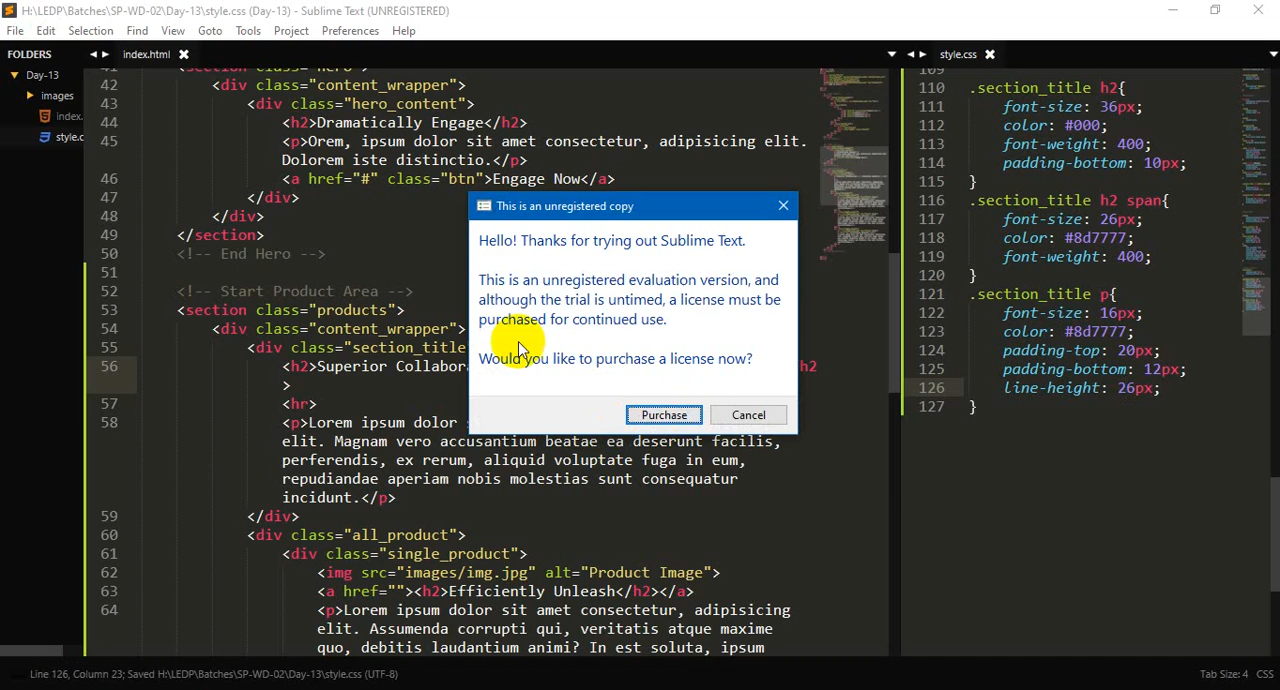 H:\LEDP\Batches\SP-WD-02\Day-13\style.css (Day-13) - Sublime Text (UNREGISTERED)
File Edit Selection Find View Goto Tools Project Preferences Help
FOLDERS
Day-13
images
index.
style.c
index.html
<section class="hero">
42 <div class="content_wrapper">
43 <div class="hero_content">
44 <h2>Dramatically Engage</h2>
45 <p>Orem, ipsum dolor sit amet consectetur, adipisicing elit.
Dolorem iste distinctio.</p>
46 <a href="#" class="btn">Engage Now</a>
47 </div>
48 </div>
49 </section>
50 <!-- End Hero -->
51
52 <!-- Start Product Area -->
53 <section class="products">
54 <div class="content_wrapper">
55 <div class="section_title
56 <h2>Superior Collabora
h2
>
57 <hr>
58 <p>Lorem ipsum dolor s
elit. Magnam vero accusantium beatae ea deserunt facilis,
perferendis, ex rerum, aliquid voluptate fuga in eum,
repudiandae aperiam nobis molestias sunt consequatur
incidunt.</p>
59 </div>
60 <div class="all_product">
61 <div class="single_product">
62 <img src="images/img.jpg" alt="Product Image">
63 <a href=""><h2>Efficiently Unleash</h2></a>
64 <p>Lorem ipsum dolor sit amet consectetur, adipisicing
elit. Assumenda corrupti qui, veritatis atque maxime
quo, debitis laudantium animi? In est soluta, ipsum
This is an unregistered copy
Hello! Thanks for trying out Sublime Text.
This is an unregistered evaluation version, and
although the trial is untimed, a license must be
purchased for continued use.
Would you like to purchase a license now?
Purchase Cancel
style.css
109
110 .section_title h2{
111 font-size: 36px;
112 color: #000;
113 font-weight: 400;
114 padding-bottom: 10px;
115 }
116 .section_title h2 span{
117 font-size: 26px;
118 color: #8d7777;
119 font-weight: 400;
120 }
121 .section_title p{
122 font-size: 16px;
123 color: #8d7777;
124 padding-top: 20px;
125 padding-bottom: 12px;
126 line-height: 26px;
127 }
Line 126, Column 23; Saved H:\LEDP\Batches\SP-WD-02\Day-13\style.css (UTF-8)
Tab Size: 4 CSS